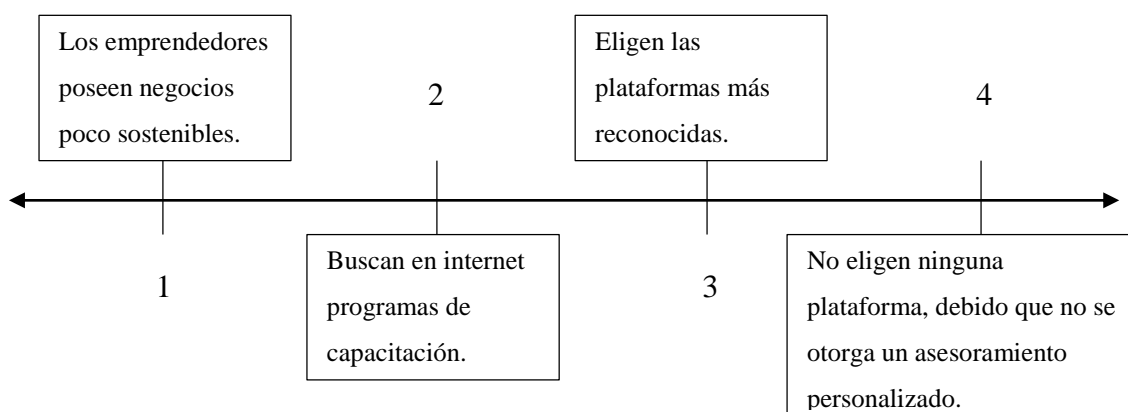 Los emprendedores
poseen negocios
poco sostenibles.
1
2
Buscan en internet
programas de
capacitación.
Eligen las
plataformas más
reconocidas.
3
4
No eligen ninguna
plataforma, debido que no se
otorga un asesoramiento
personalizado.